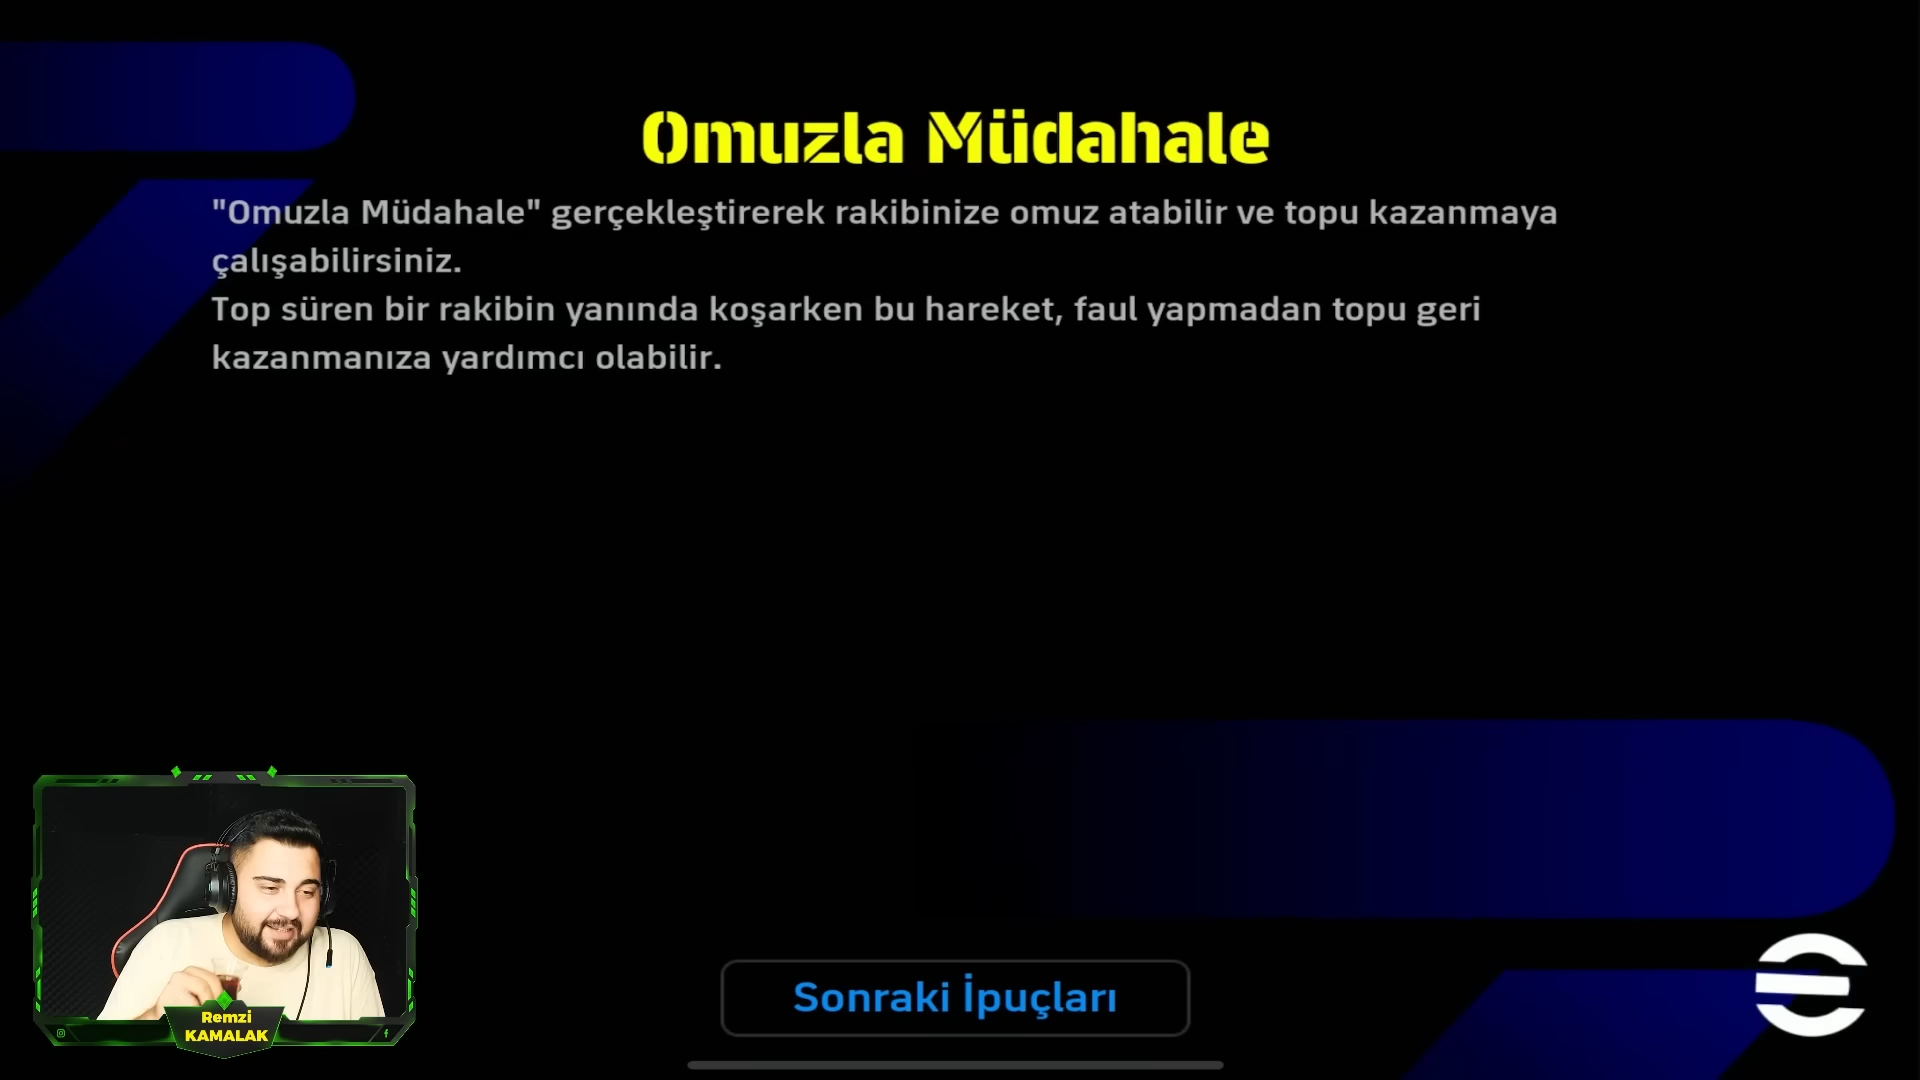 Omuzla Müdahale
"Omuzla Müdahale" gerçekleştirerek rakibinize omuz atabilir ve topu kazanmaya
çalışabilirsiniz.
Top süren bir rakibin yanında koşarken bu hareket, faul yapmadan topu geri
kazanmanıza yardımcı olabilir.
Remzi
KAMALAK
Sonraki İpuçları